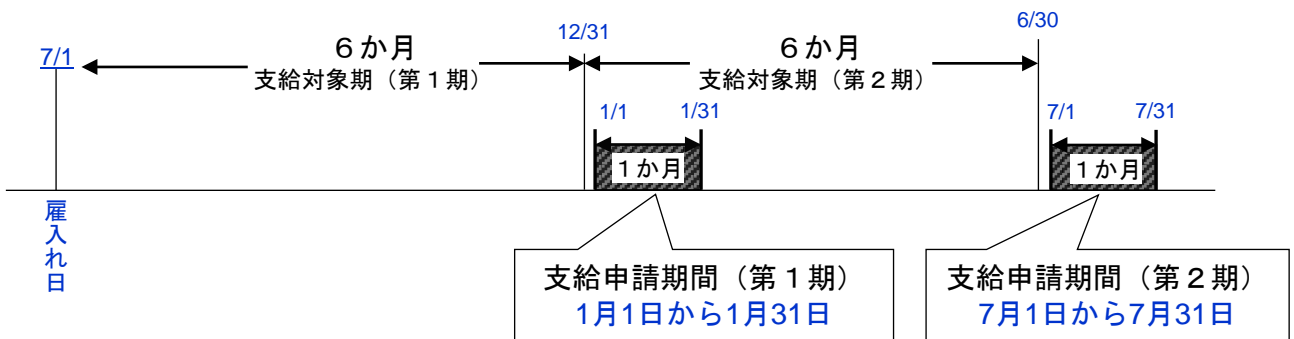 7/1
6か月
支給対象期（第１期）
12/31
6か月
支給対象期（第２期）
6/30
1/1
1/31
7/1
7/31
１か月
１か月
雇入れ日
支給申請期間（第１期）
1月1日から1月31日
支給申請期間（第２期）
7月1日から7月31日